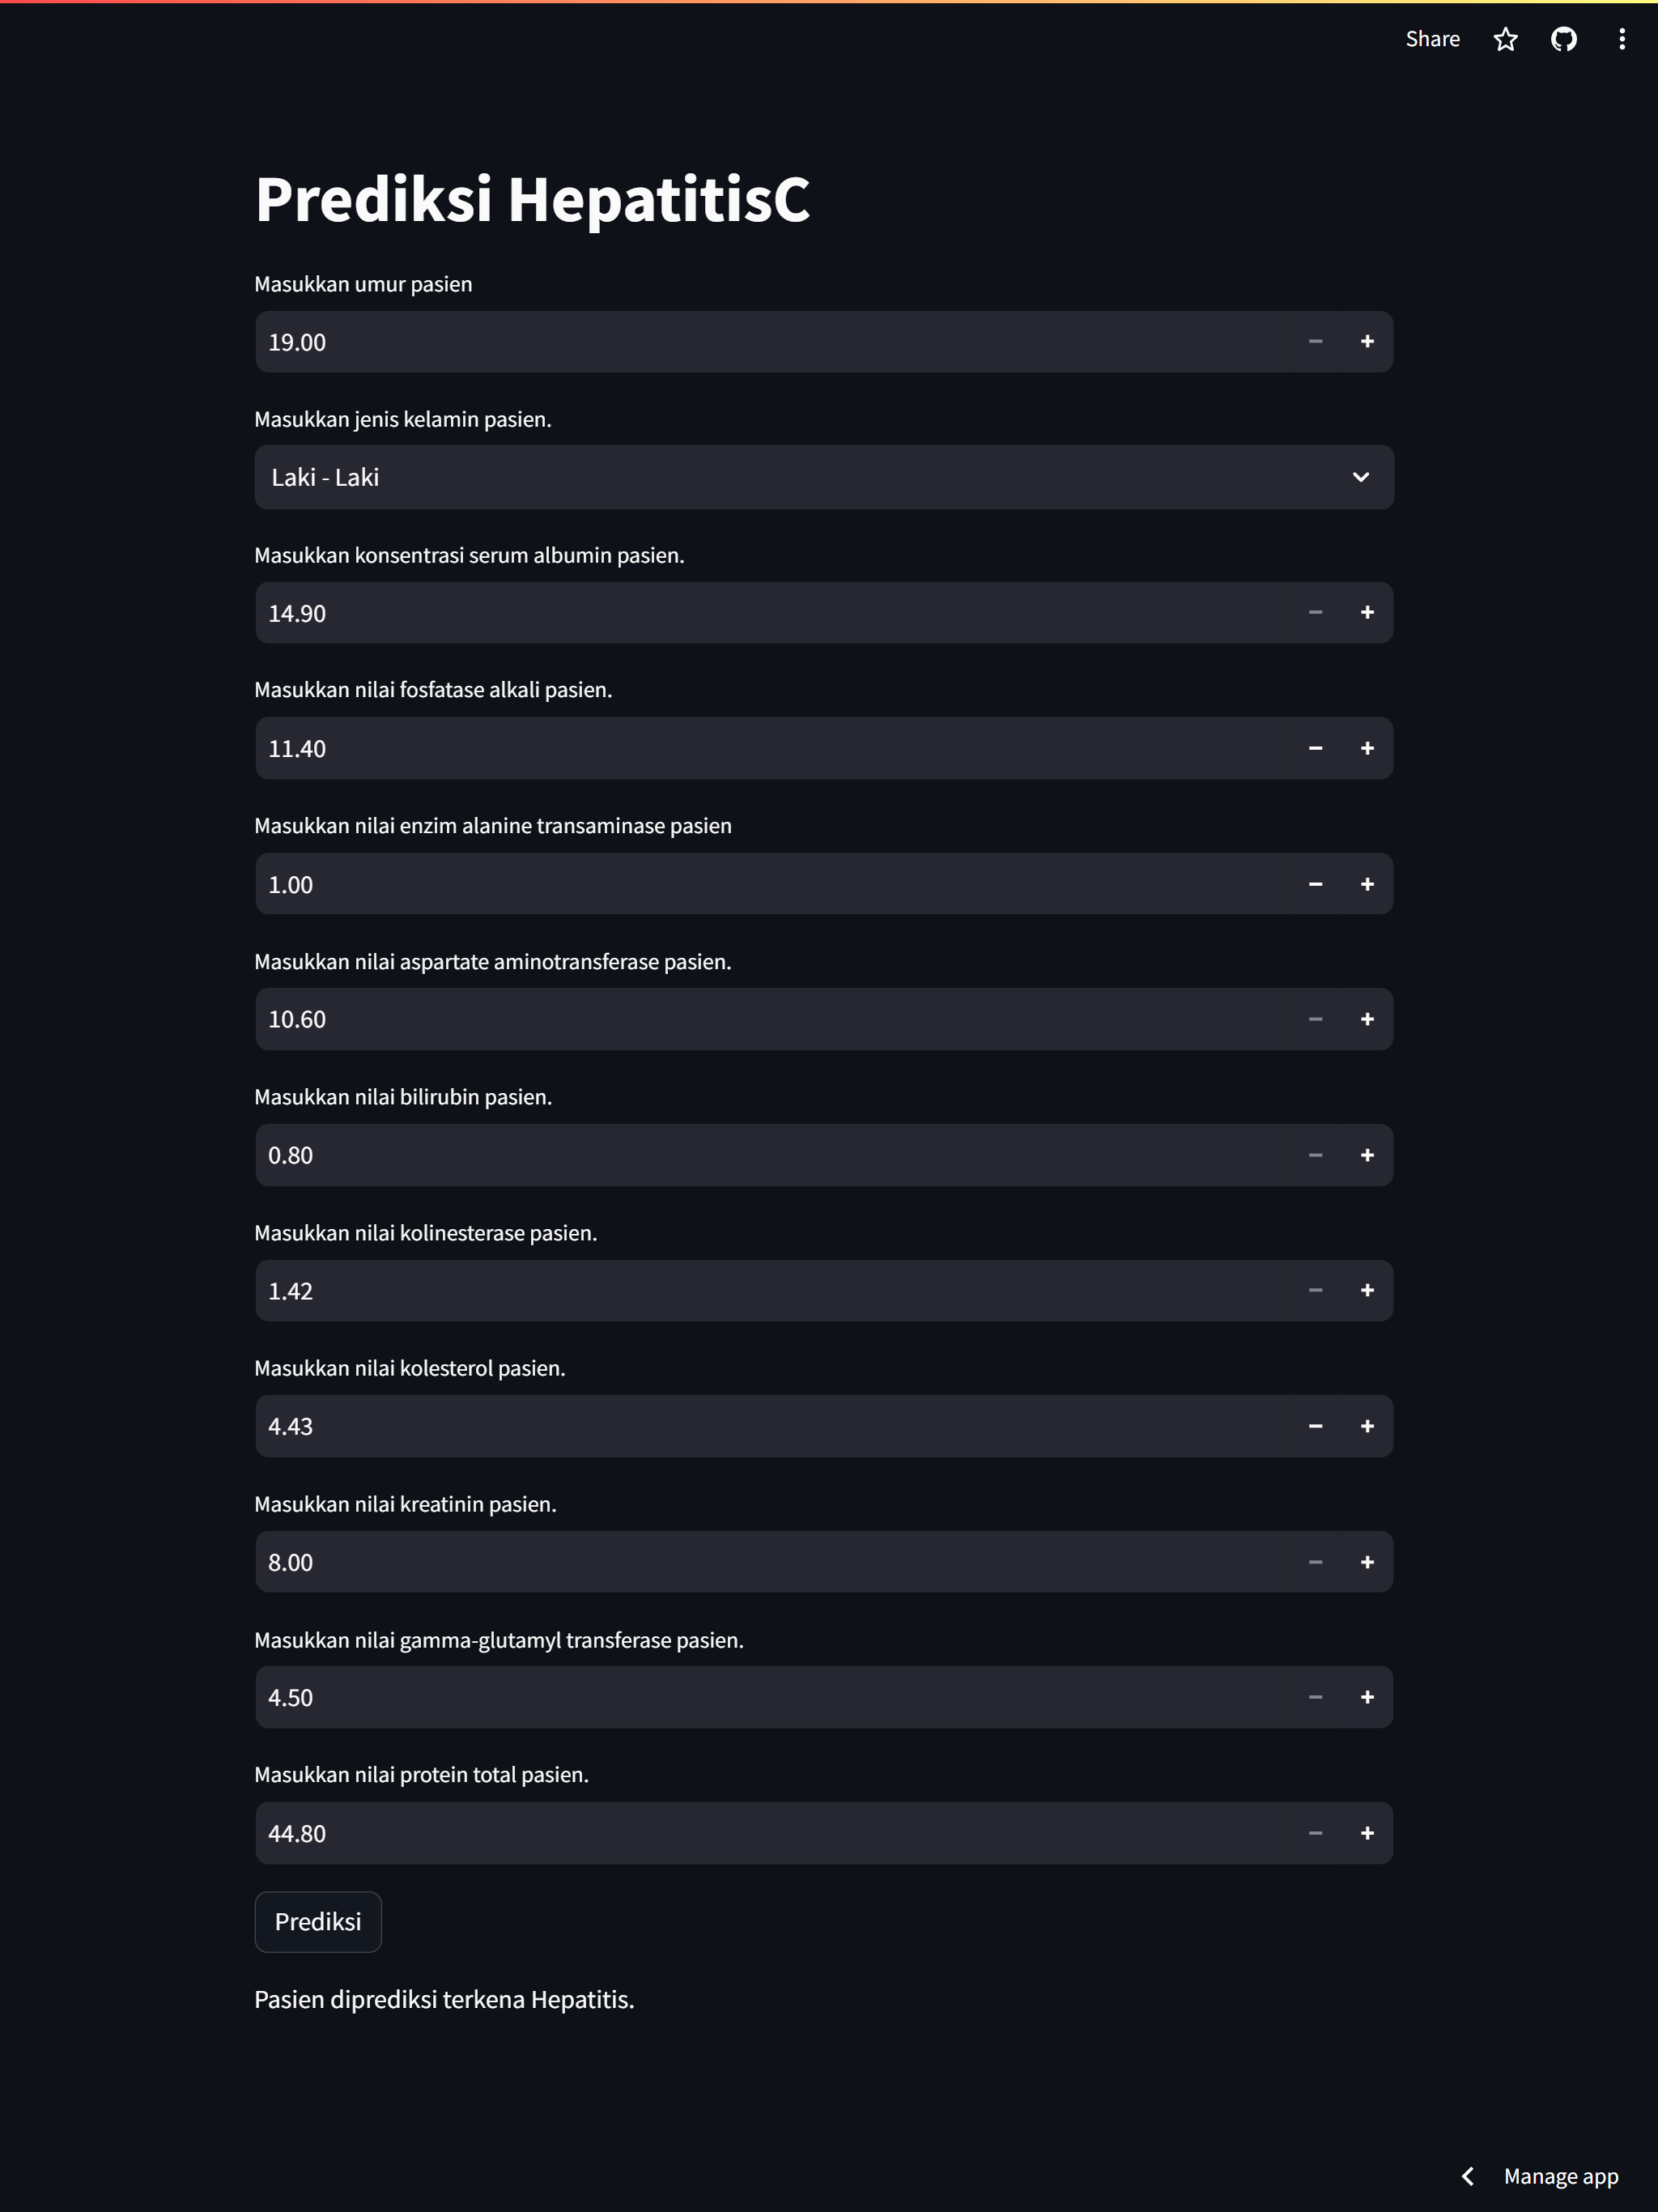 Share
Prediksi HepatitisC
Masukkan umur pasien
19.00
Masukkan jenis kelamin pasien.
Laki - Laki
Masukkan konsentrasi serum albumin pasien.
14.90
Masukkan nilai fosfatase alkali pasien.
11.40
Masukkan nilai enzim alanine transaminase pasien
1.00
Masukkan nilai aspartate aminotransferase pasien.
10.60
Masukkan nilai bilirubin pasien.
0.80
Masukkan nilai kolinesterase pasien.
1.42
Masukkan nilai kolesterol pasien.
4.43
Masukkan nilai kreatinin pasien.
8.00
Masukkan nilai gamma-glutamyl transferase pasien.
4.50
Masukkan nilai protein total pasien.
44.80
Prediksi
Pasien diprediksi terkena Hepatitis.
Manage app